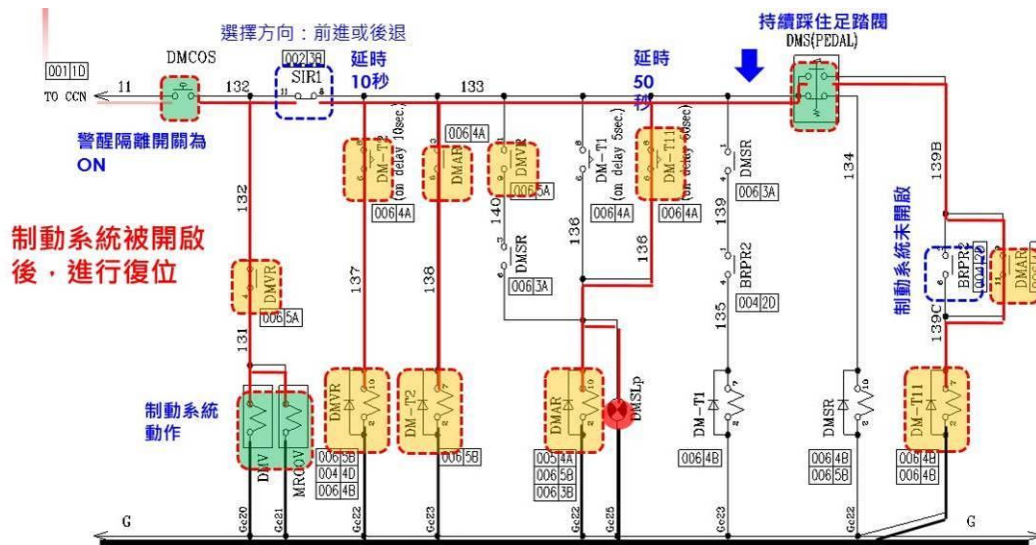 選擇方向：前進或後退
持續踩住足踏閥
DMS(PEDAL)
DMCOS
002 3B
SIR1
延時
10秒
延時
50
秒
001 1D
TO CCN
11
132
133
警醒隔離開關為
ON
制動系統被開啟
後，進行復位
132
DMVR
006 5A
131
DM-T2
(on delay 10sec.)
006 4A
137
006 4A
DMAR
138
DMVR
006 5A
140
DMSR
006 3A
DM-T1
(on delay 5sec.)
006 4A
136
DM-T11
006 4A
136
DMSR
006 3A
139
BRPR2
004 2D
135
134
139B
制動系統未開啟
BRPR2
004 2D
DMAR
139C
制動系統
動作
DMV
MROOV
DMVR
006 5B
004 4D
006 4B
DM-T2
006 5B
DMAR
005 4A
006 5B
006 3B
DMSLp
DM-T1
006 4B
DMSR
006 4B
006 5B
DM-T11
006 4B
006 4B
G
Gc20
Gc21
Gc22
Gc23
Gc22
Gc25
Gc23
Gc22
G